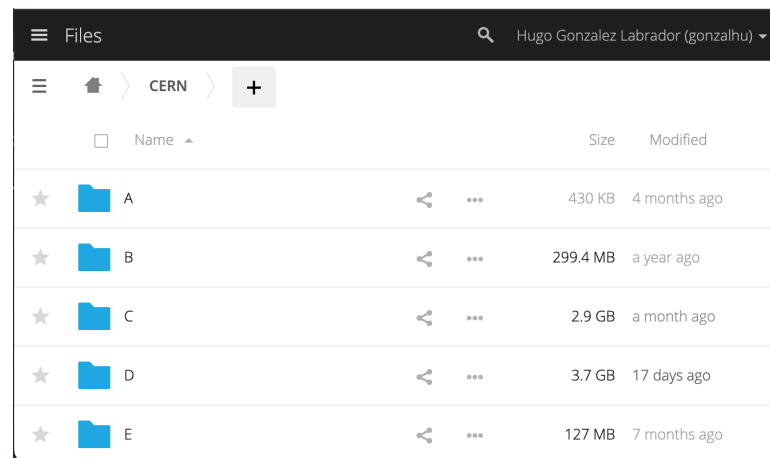 Files Hugo Gonzalez Labrador (gonzalhu)
CERN +
Name Size Modified
A 430 KB 4 months ago
B 299.4 MB a year ago
C 2.9 GB a month ago
D 3.7 GB 17 days ago
E 127 MB 7 months ago